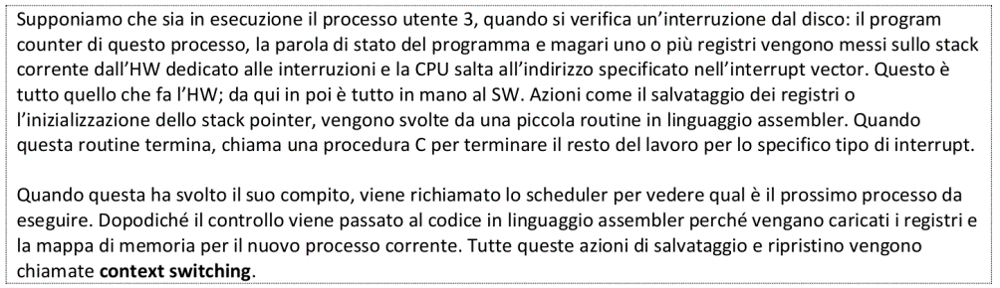 Supponiamo che sia in esecuzione il processo utente 3, quando si verifica un’interruzione dal disco: il program
counter di questo processo, la parola di stato del programma e magari uno o più registri vengono messi sullo stack
corrente dall’HW dedicato alle interruzioni e la CPU salta all’indirizzo specificato nell’interrupt vector. Questo è
tutto quello che fa l’HW; da qui in poi è tutto in mano al SW. Azioni come il salvataggio dei registri o
l’inizializzazione dello stack pointer, vengono svolte da una piccola routine in linguaggio assembler. Quando
questa routine termina, chiama una procedura C per terminare il resto del lavoro per lo specifico tipo di interrupt.
Quando questa ha svolto il suo compito, viene richiamato lo scheduler per vedere qual è il prossimo processo da
eseguire. Dopodiché il controllo viene passato al codice in linguaggio assembler perché vengano caricati i registri e
la mappa di memoria per il nuovo processo corrente. Tutte queste azioni di salvataggio e ripristino vengono
chiamate context switching.